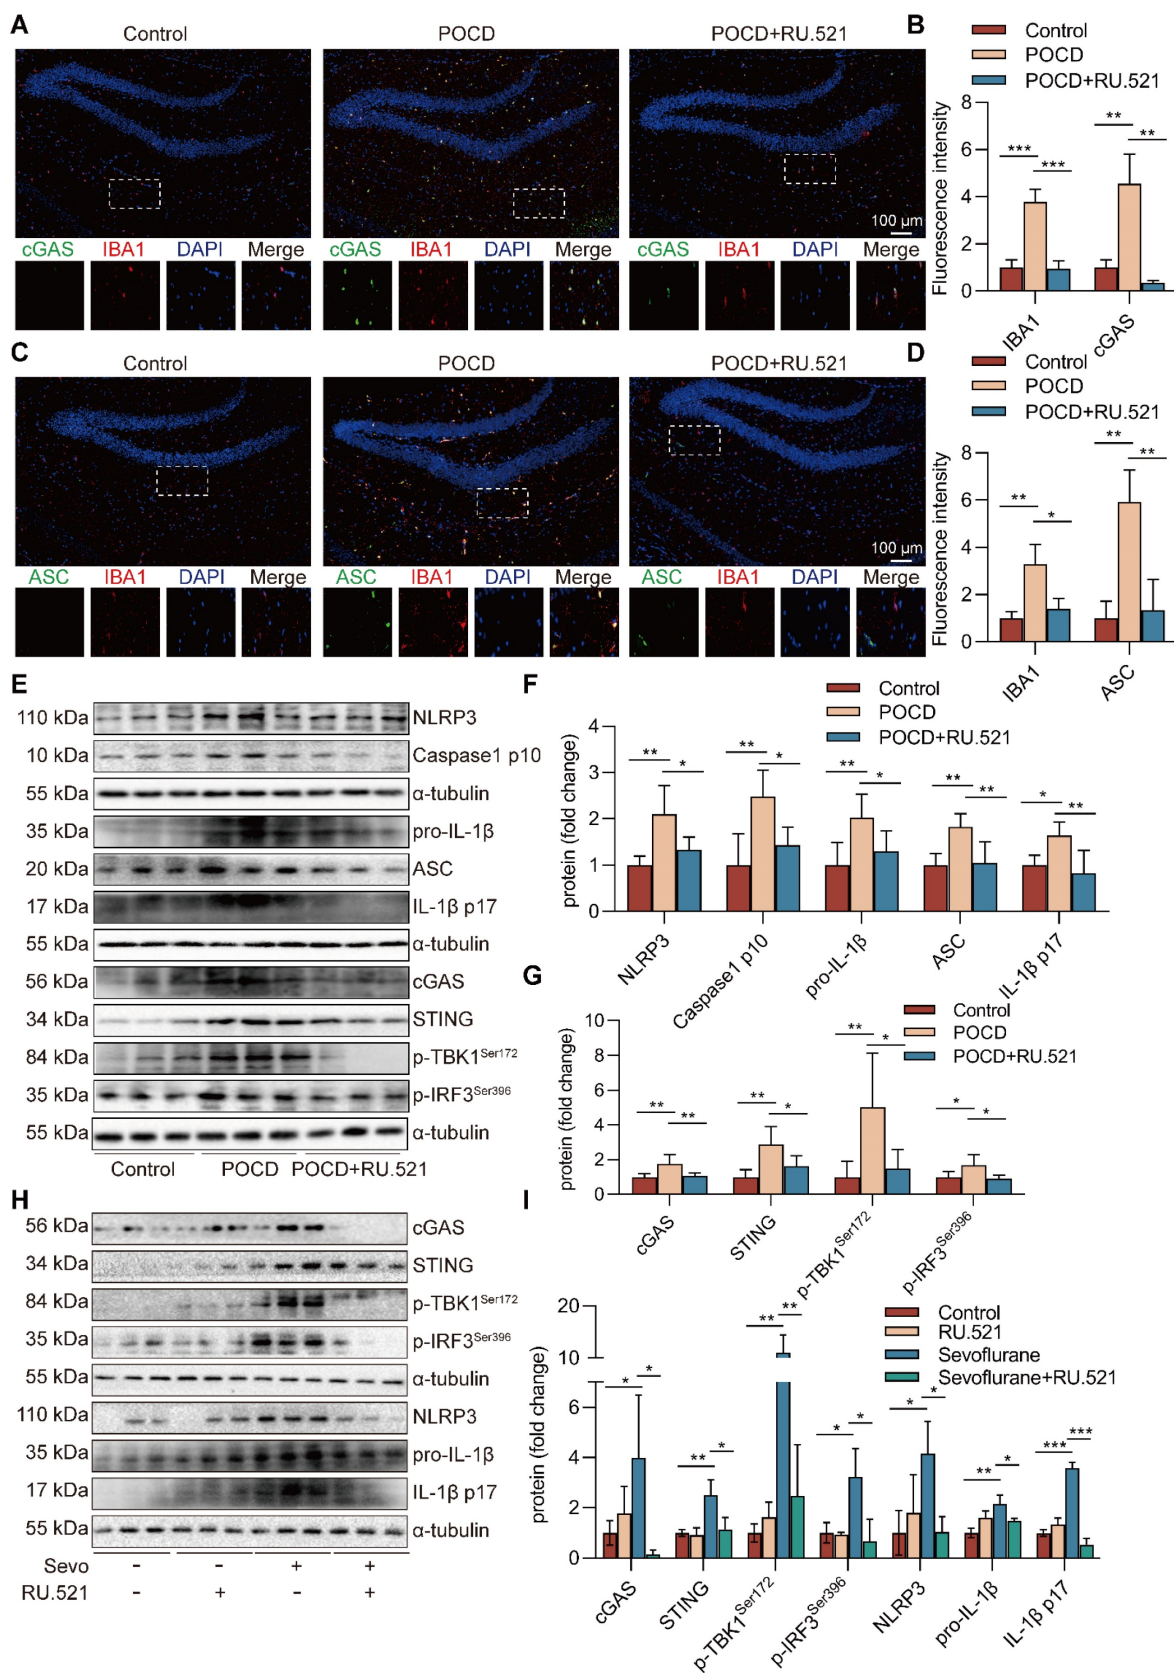 A
Control
POCD
POCD+RU.521
100 µm
cGAS IBA1 DAPI Merge
cGAS IBA1 DAPI Merge
cGAS IBA1 DAPI Merge
B
Control
POCD
POCD+RU.521
Fluorescence intensity
8
6
4
2
0
*** ***
** **
IBA1
cGAS
C
Control
POCD
POCD+RU.521
100 µm
ASC IBA1 DAPI Merge
ASC IBA1 DAPI Merge
ASC IBA1 DAPI Merge
D
Control
POCD
POCD+RU.521
Fluorescence intensity
8
6
4
2
0
** *
** **
IBA1
ASC
E
110 kDa NLRP3
10 kDa Caspase1 p10
55 kDa α-tubulin
35 kDa pro-IL-1β
20 kDa ASC
17 kDa IL-1β p17
55 kDa α-tubulin
56 kDa cGAS
34 kDa STING
84 kDa p-TBK1Ser172
35 kDa p-IRF3Ser396
55 kDa α-tubulin
Control POCD POCD+RU.521
F
Control
POCD
POCD+RU.521
protein (fold change)
4
3
2
1
0
** *
** *
** *
** **
* **
NLRP3
Caspase1 p10
pro-IL-1β
ASC
IL-1β p17
G
Control
POCD
POCD+RU.521
protein (fold change)
10
8
6
4
2
0
** **
** *
** *
* *
cGAS
STING
p-TBK1Ser172
p-IRF3Ser396
H
56 kDa cGAS
34 kDa STING
84 kDa p-TBK1Ser172
35 kDa p-IRF3Ser396
55 kDa α-tubulin
110 kDa NLRP3
35 kDa pro-IL-1β
17 kDa IL-1β p17
55 kDa α-tubulin
Sevo - - + +
RU.521 - + - +
I
Control
RU.521
Sevoflurane
Sevoflurane+RU.521
protein (fold change)
20
10
6
4
2
0
* *
** *
** **
* *
* *
** *
*** ***
cGAS
STING
p-TBK1Ser172
p-IRF3Ser396
NLRP3
pro-IL-1β
IL-1β p17